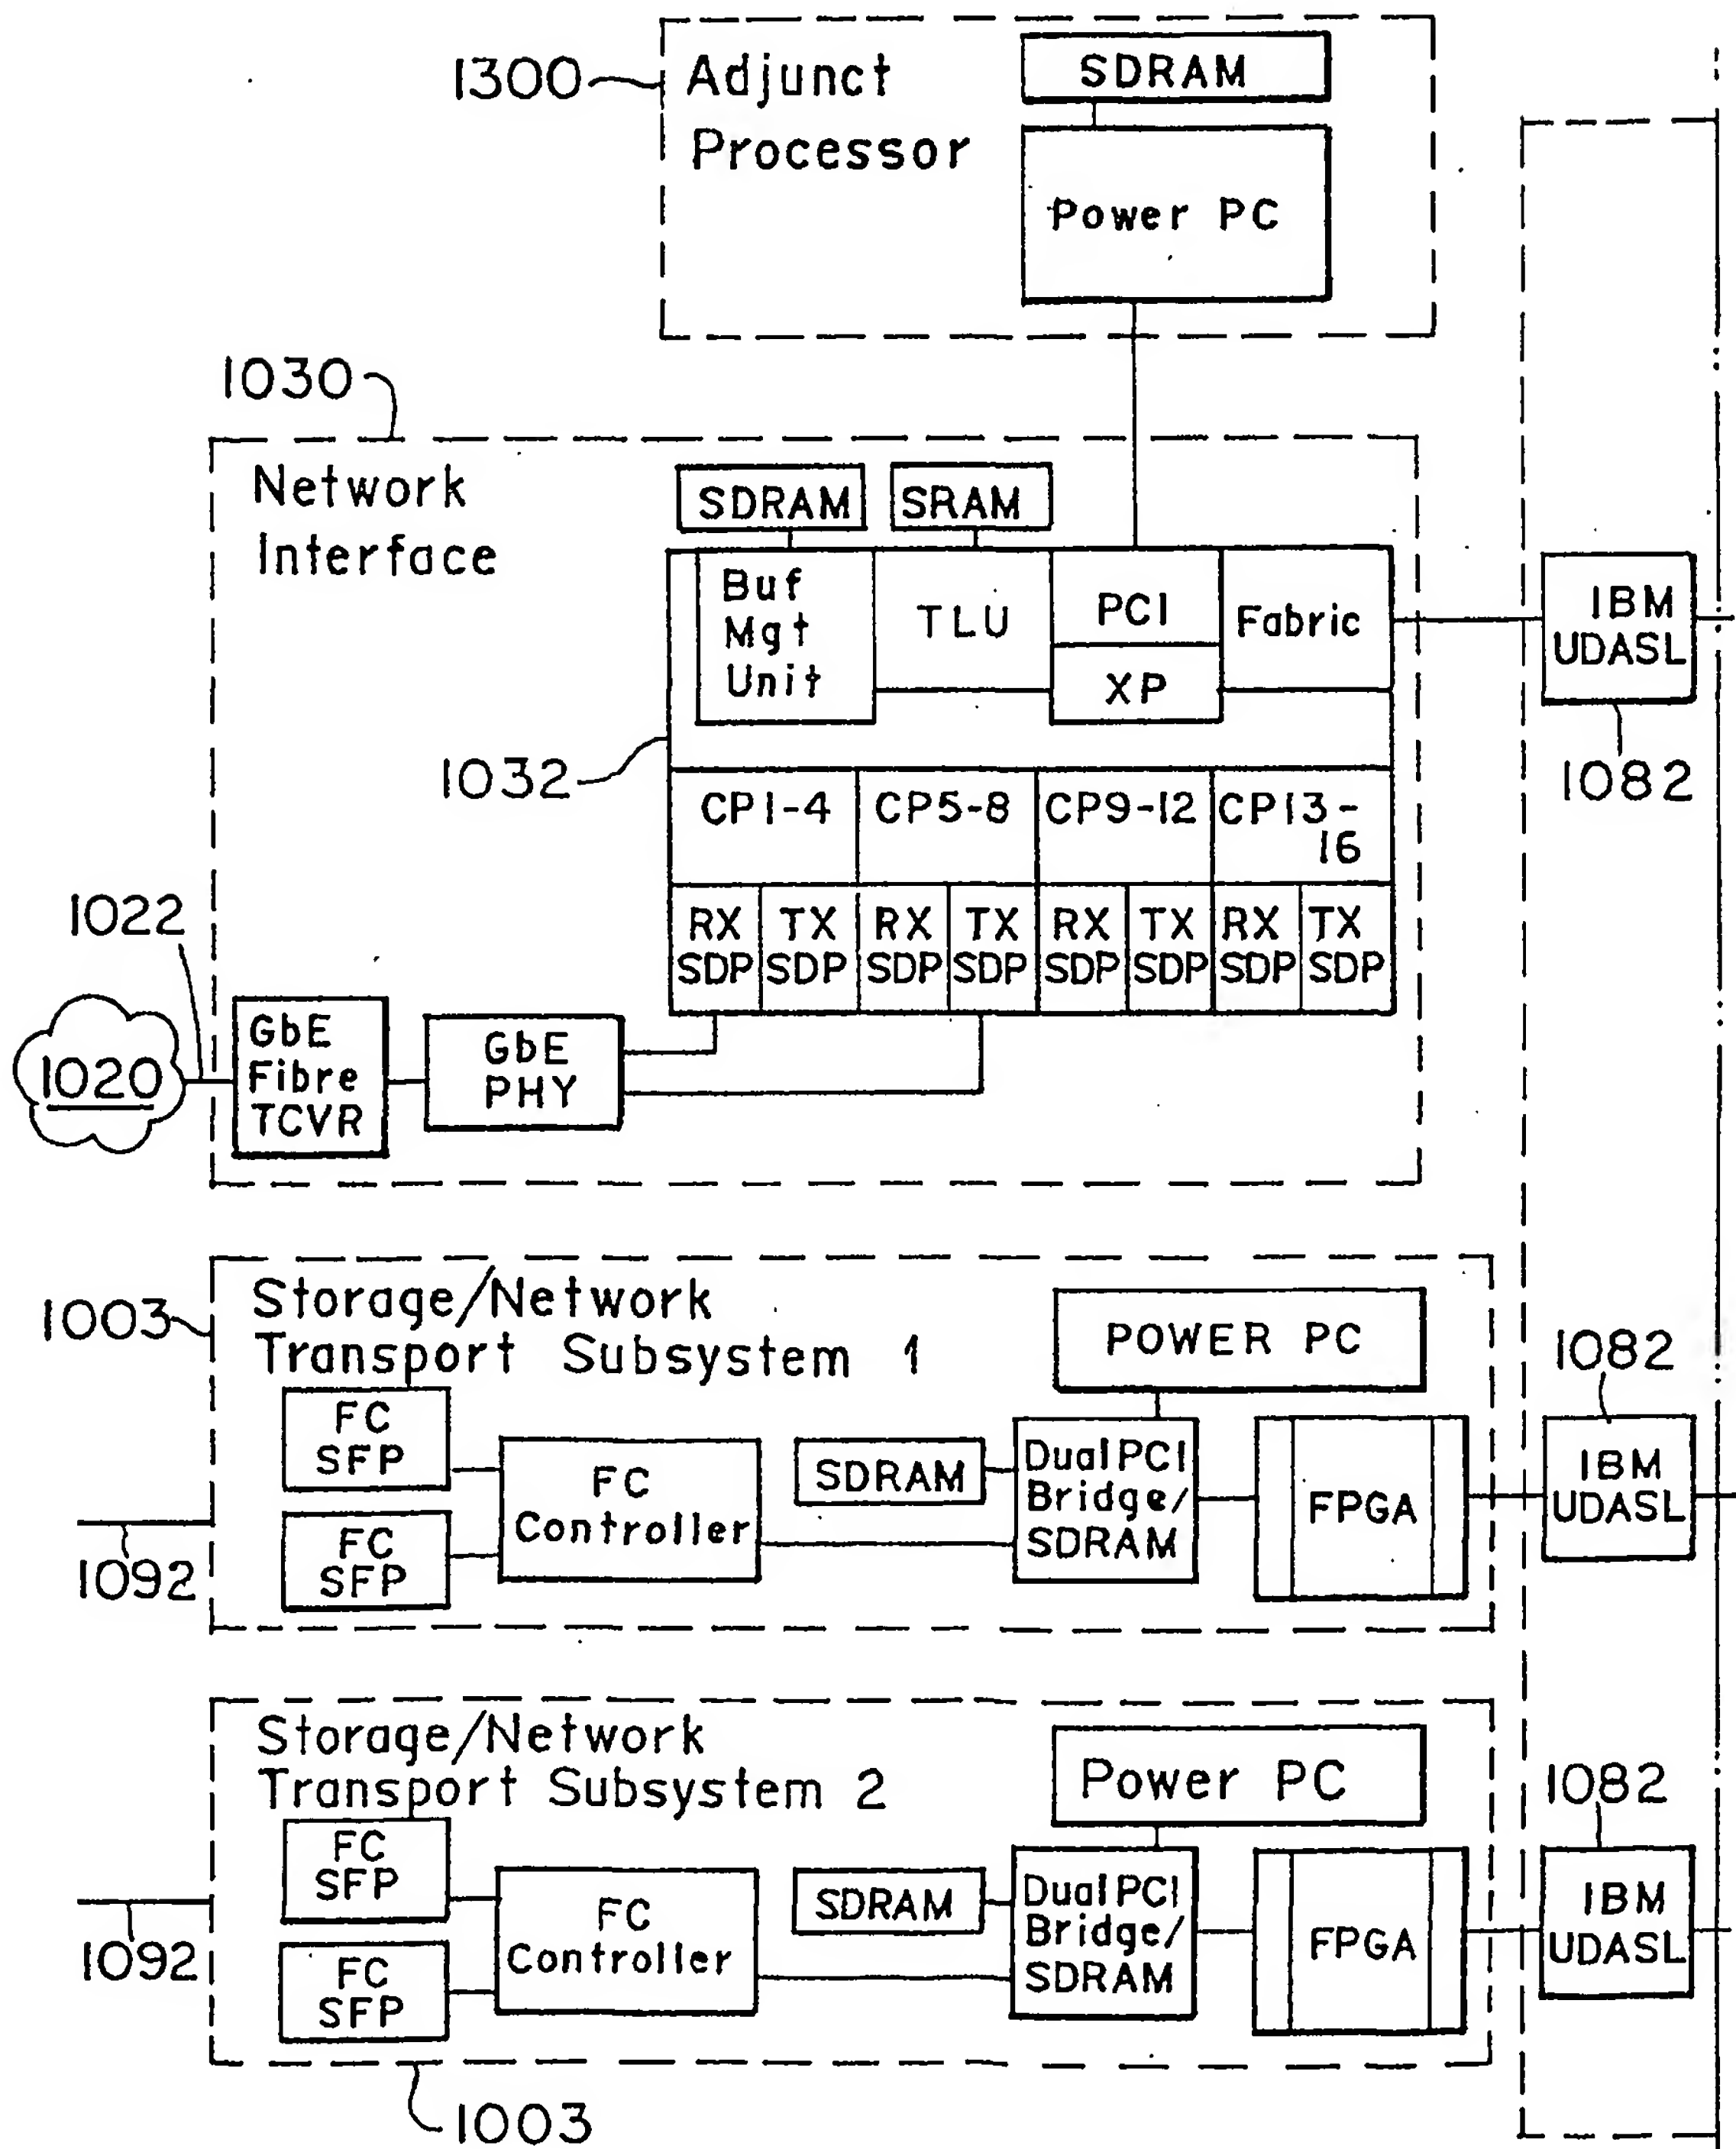 1300
Adjunct
Processor
SDRAM
Power PC
1030
Network
Interface
SDRAM
SRAM
Buf
Mgt
Unit
TLU
PCI
XP
Fabric
IBM
UDASL
1082
1032
CP1-4
CP5-8
CP9-12
CP13-
16
RX
SDP
TX
SDP
RX
SDP
TX
SDP
RX
SDP
TX
SDP
RX
SDP
TX
SDP
1022
1020
GbE
Fibre
TCVR
GbE
PHY
1003
Storage/Network
Transport Subsystem 1
POWER PC
1082
FC
SFP
FC
SFP
FC
Controller
SDRAM
Dual PCI
Bridge/
SDRAM
FPGA
IBM
UDASL
1092
Storage/Network
Transport Subsystem 2
Power PC
1082
FC
SFP
FC
SFP
FC
Controller
SDRAM
Dual PCI
Bridge/
SDRAM
FPGA
IBM
UDASL
1092
1003